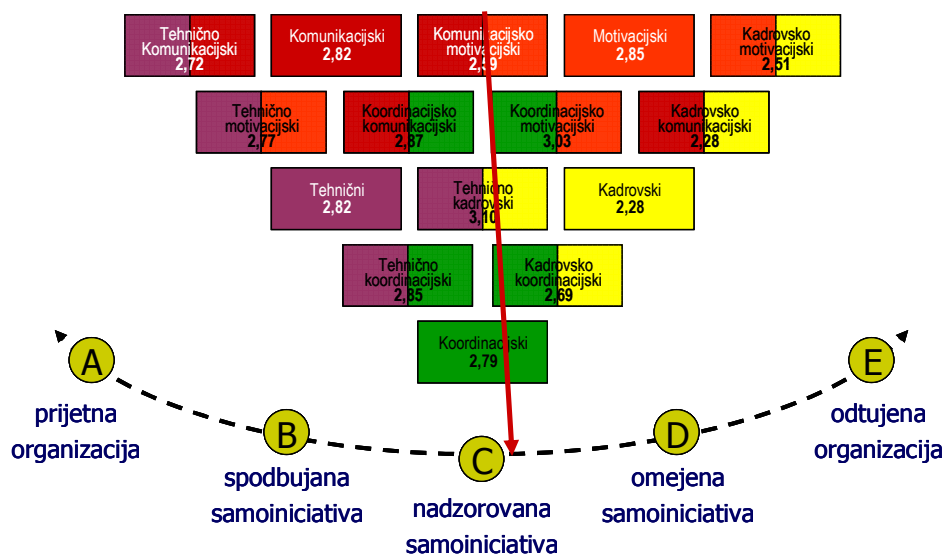 Tehnično
Komunikacijski
2,72
Komunikacijski
2,82
Komunikacijsko
motivacijski
2,59
Motivacijski
2,85
Kadrovsko
motivacijski
2,51
Tehnično
motivacijski
2,77
Koordinacijsko
komunikacijski
2,87
Koordinacijsko
motivacijski
3,03
Kadrovsko
komunikacijski
2,28
Tehnični
2,82
Tehnično
kadrovski
3,10
Kadrovski
2,28
Tehnično
koordinacijski
2,85
Kadrovsko
koordinacijski
2,69
Koordinacijski
2,79
A
prijetna
organizacija
B
spodbujana
samoiniciativa
C
nadzorovana
samoiniciativa
D
omejena
samoiniciativa
E
odtujena
organizacija